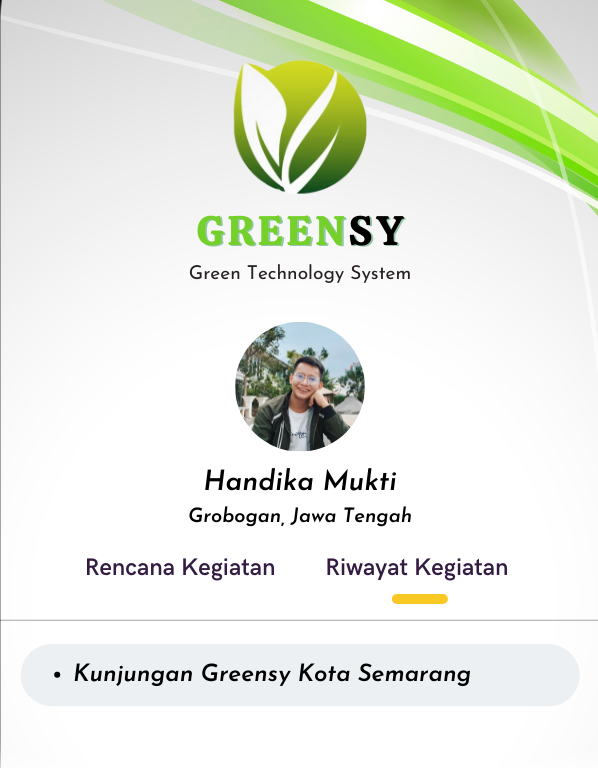 GREENSY
Green Technology System
Handika Mukti
Grobogan, Jawa Tengah
Rencana Kegiatan Riwayat Kegiatan
• Kunjungan Greensy Kota Semarang